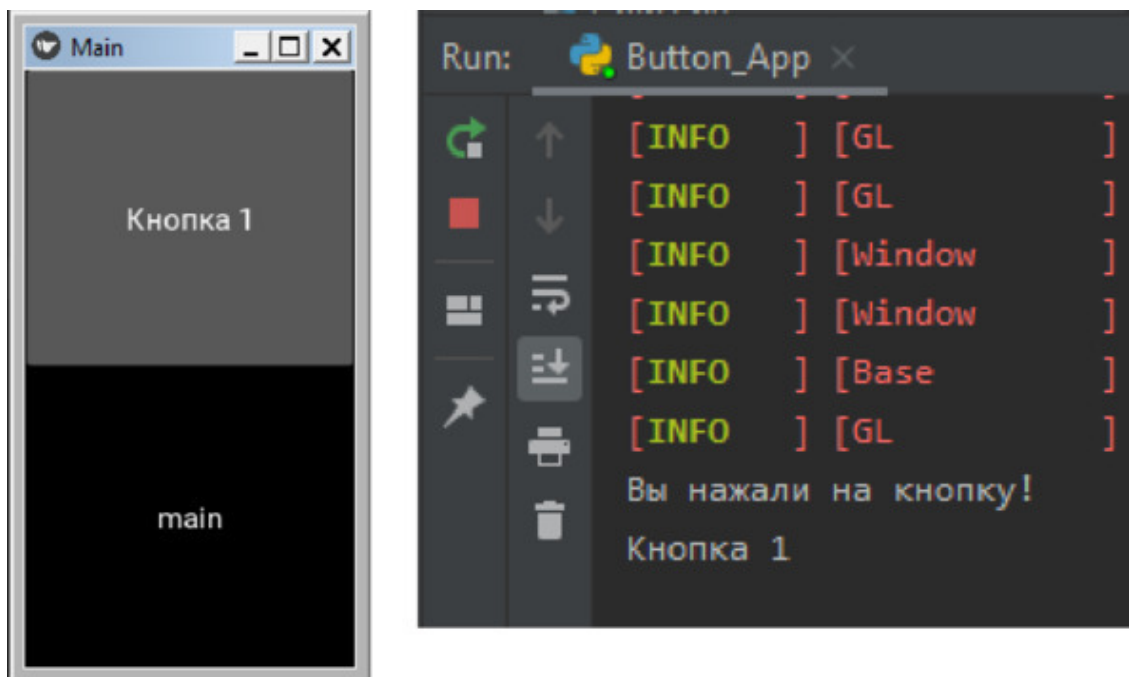 Main
Кнопка 1
main
Run:
Button_App
[INFO ] [GL ]
[INFO ] [GL ]
[INFO ] [Window ]
[INFO ] [Window ]
[INFO ] [Base ]
[INFO ] [GL ]
Вы нажали на кнопку!
Кнопка 1